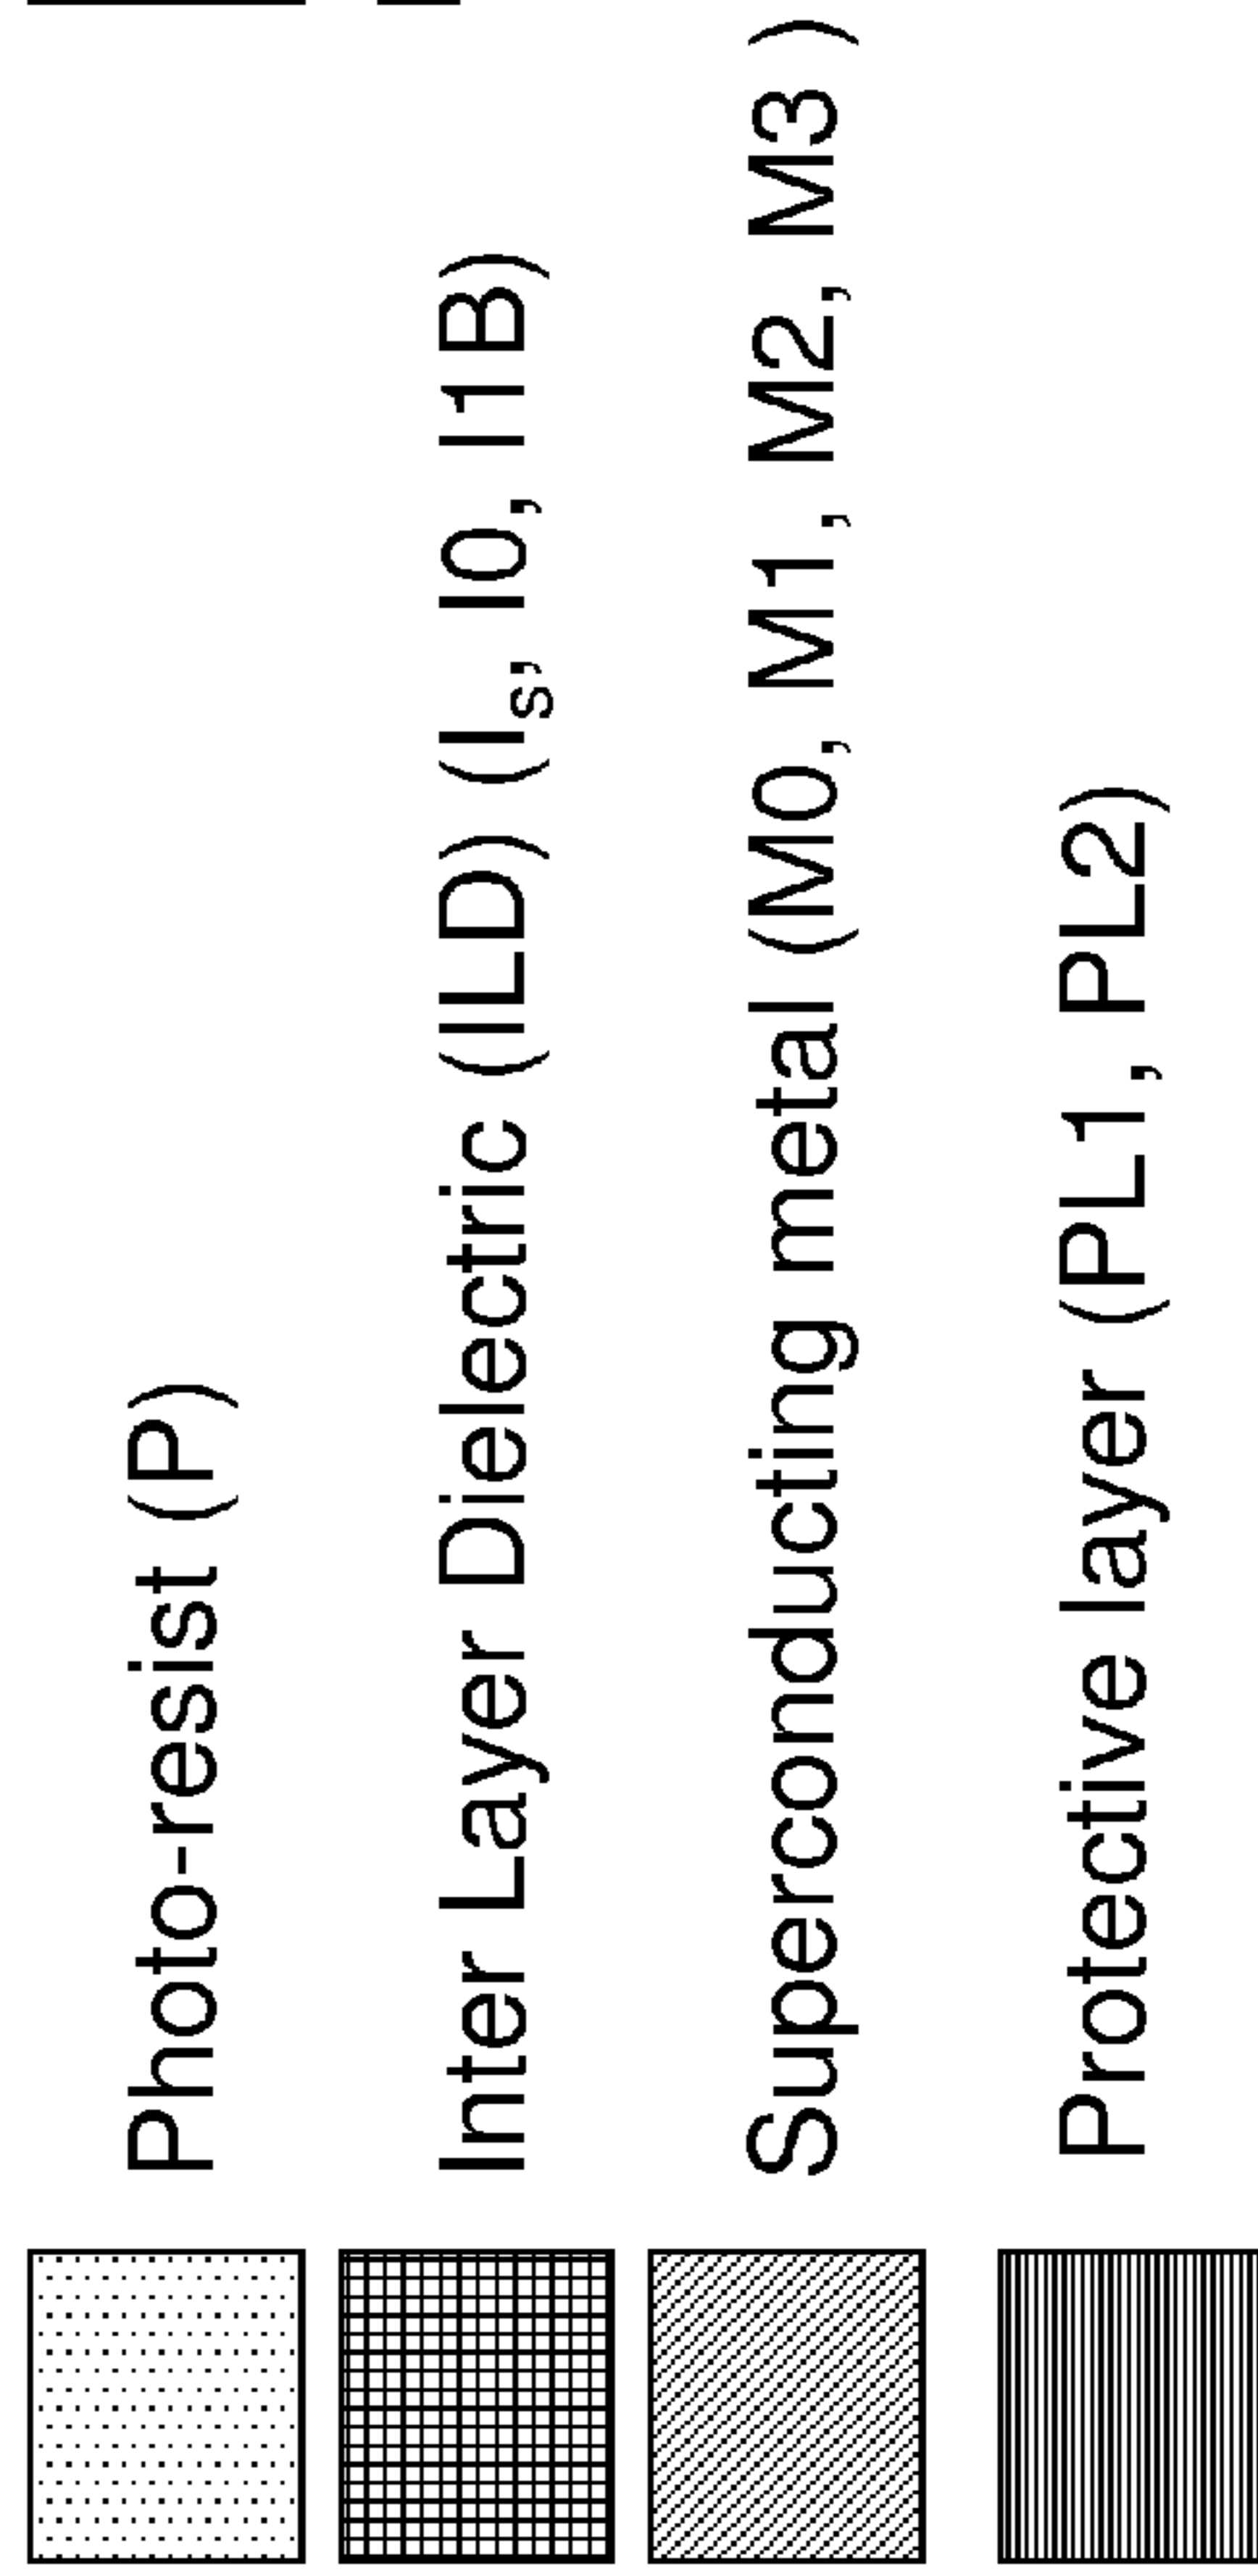 Photo-resist (P)
Inter Layer Dielectric (ILD) (Is, I0, I1B)
Superconducting metal (M0, M1, M2, M3 )
Protective layer (PL1, PL2)